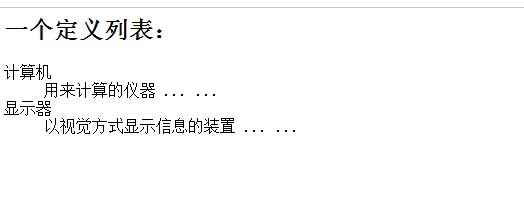 一个定义列表：
计算机
用来计算的仪器 ... ...
显示器
以视觉方式显示信息的装置 ... ...